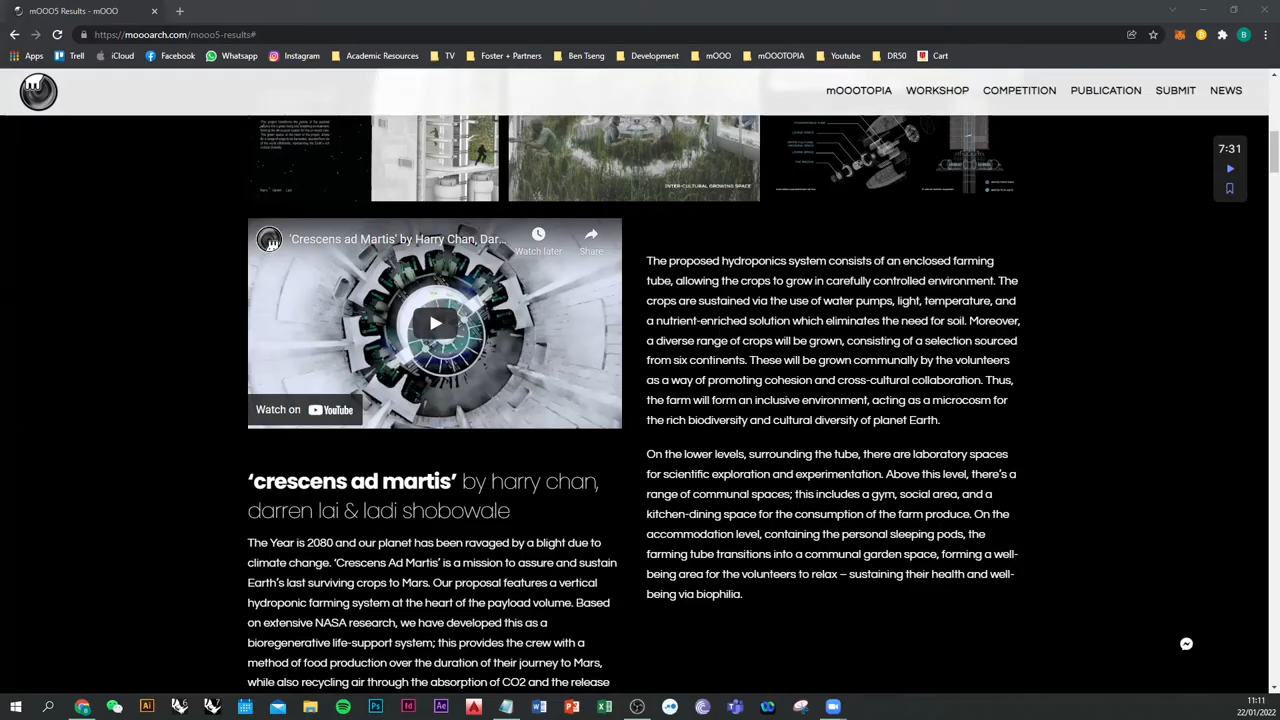 mOOO5 Results - mOOO
https://moooarch.com/mooo5-results#
B
Apps
Trell
iCloud
Facebook
Whatsapp
Instagram
Academic Resources
TV
Foster + Partners
Ben Tseng
Development
mOOO
mOOOTOPIA
Youtube
DR50
Cart
m
mOOOTOPIA
WORKSHOP
COMPETITION
PUBLICATION
SUBMIT
NEWS
INTER-CULTURAL GROWING SPACE
7:31
'Crescens ad Martis' by Harry Chan, Dar...
Watch later
Share
Watch on YouTube
'crescens ad martis' by harry chan,
darren lai & ladi shobowale
The Year is 2080 and our planet has been ravaged by a blight due to
climate change. 'Crescens Ad Martis' is a mission to assure and sustain
Earth's last surviving crops to Mars. Our proposal features a vertical
hydroponic farming system at the heart of the payload volume. Based
on extensive NASA research, we have developed this as a
bioregenerative life-support system; this provides the crew with a
method of food production over the duration of their journey to Mars,
while also recycling air through the absorption of CO2 and the release
The proposed hydroponics system consists of an enclosed farming
tube, allowing the crops to grow in carefully controlled environment. The
crops are sustained via the use of water pumps, light, temperature, and
a nutrient-enriched solution which eliminates the need for soil. Moreover,
a diverse range of crops will be grown, consisting of a selection sourced
from six continents. These will be grown communally by the volunteers
as a way of promoting cohesion and cross-cultural collaboration. Thus,
the farm will form an inclusive environment, acting as a microcosm for
the rich biodiversity and cultural diversity of planet Earth.
On the lower levels, surrounding the tube, there are laboratory spaces
for scientific exploration and experimentation. Above this level, there's a
range of communal spaces; this includes a gym, social area, and a
kitchen-dining space for the consumption of the farm produce. On the
accommodation level, containing the personal sleeping pods, the
farming tube transitions into a communal garden space, forming a well-
being area for the volunteers to relax – sustaining their health and well-
being via biophilia.
Ai
Ps
Id
Ae
11:11
22/01/2022